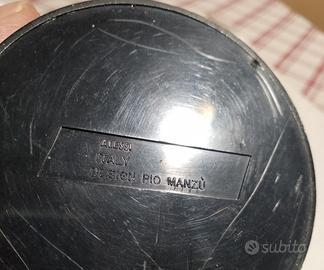 ALESSI
ITALY
DESIGN PIO MANZÙ
subito